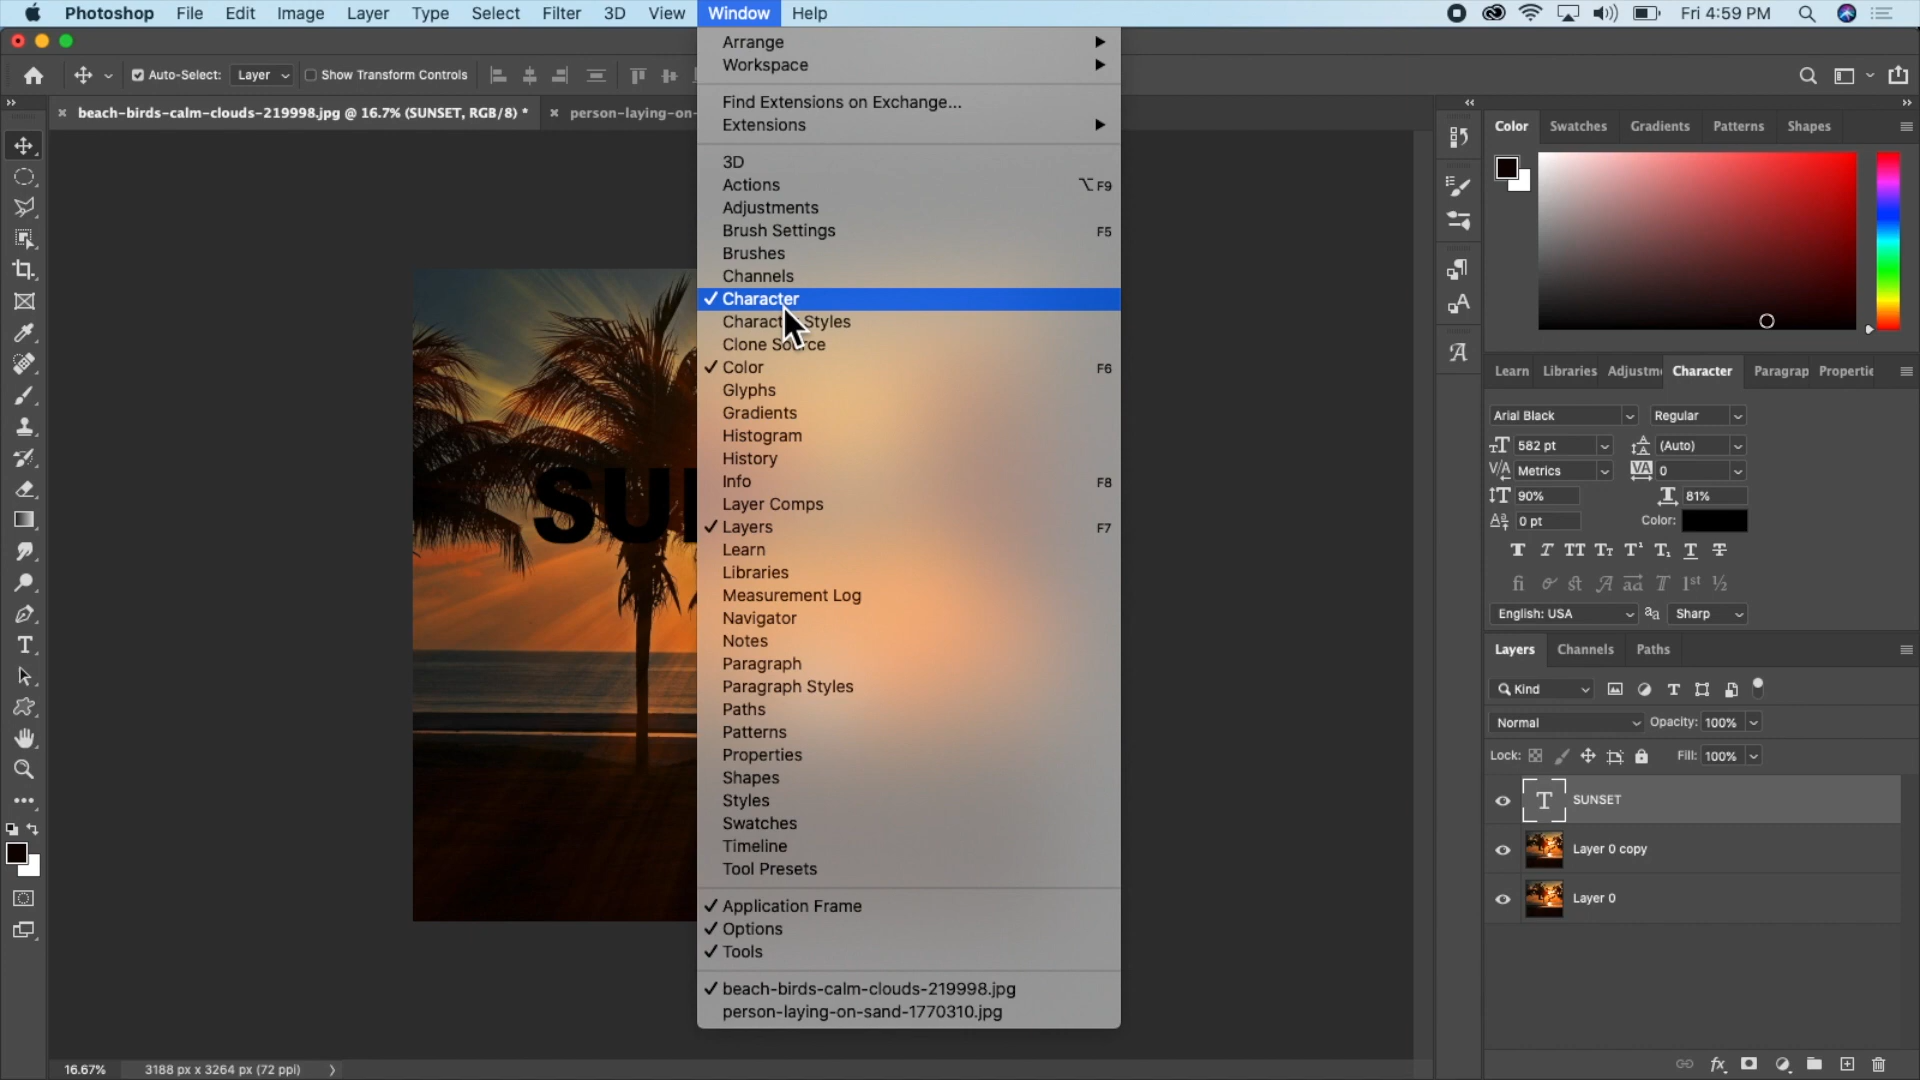 Photoshop File Edit Image Layer Type Select Filter 3D View Window Help Fri 4:59 PM
Auto-Select: Layer Show Transform Controls
beach-birds-calm-clouds-219998.jpg @ 16.7% (SUNSET, RGB/8) * person-laying-on-
Arrange
Workspace
Find Extensions on Exchange...
Extensions
3D
Actions ⌥F9
Adjustments
Brush Settings F5
Brushes
Channels
✓ Character
Character Styles
Clone Source
✓ Color F6
Glyphs
Gradients
Histogram
History
Info F8
Layer Comps
✓ Layers F7
Learn
Libraries
Measurement Log
Navigator
Notes
Paragraph
Paragraph Styles
Paths
Patterns
Properties
Shapes
Styles
Swatches
Timeline
Tool Presets
✓ Application Frame
✓ Options
✓ Tools
✓ beach-birds-calm-clouds-219998.jpg
person-laying-on-sand-1770310.jpg
SUN
Color Swatches Gradients Patterns Shapes
Learn Libraries Adjustm Character Paragrap Propertie
Arial Black Regular
582 pt (Auto)
Metrics 0
90% 81%
0 pt Color:
English: USA Sharp
Layers Channels Paths
Kind
Normal Opacity: 100%
Lock: Fill: 100%
SUNSET
Layer 0 copy
Layer 0
16.67% 3188 px x 3264 px (72 ppi)